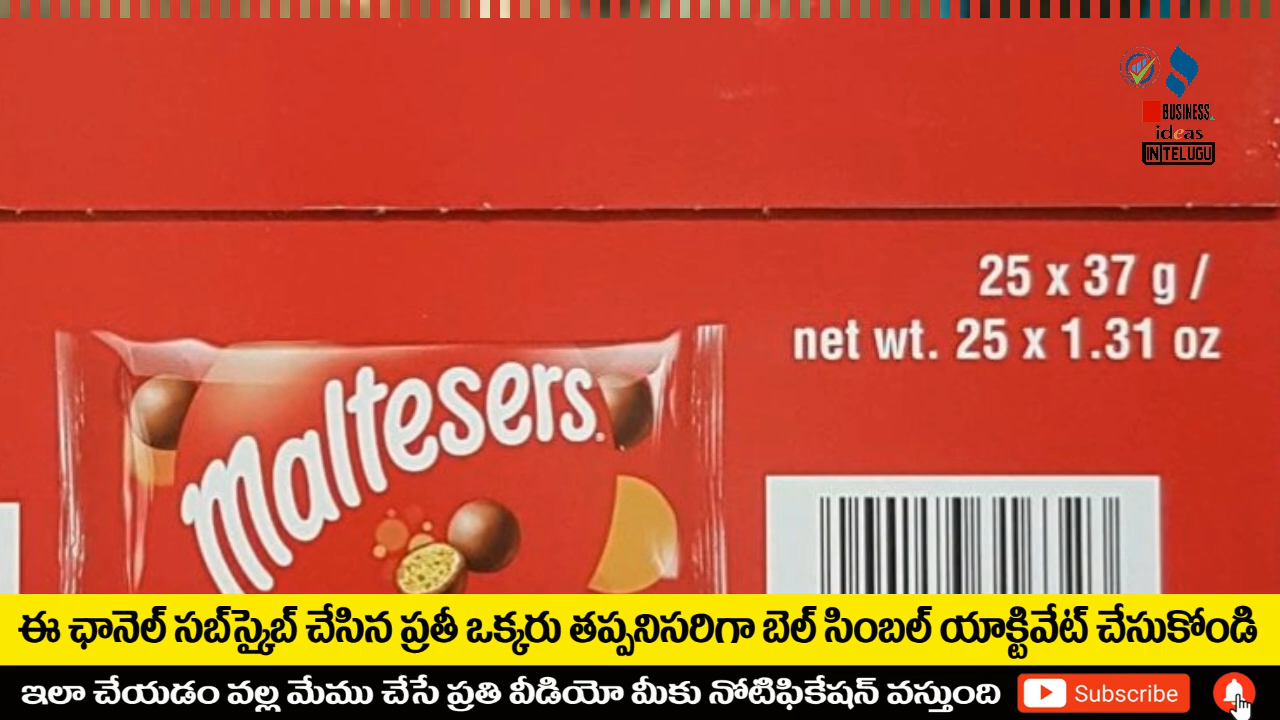 BUSINESS
ideas
IN TELUGU
25 x 37 g /
net wt. 25 x 1.31 oz
Maltesers
ఈ ఛానెల్ సబ్‌స్క్రైబ్ చేసిన ప్రతీ ఒక్కరు తప్పనిసరిగా బెల్ సింబల్ యాక్టివేట్ చేసుకోండి
ఇలా చేయడం వల్ల మేము చేసే ప్రతి వీడియో మీకు నోటిఫికేషన్ వస్తుంది Subscribe